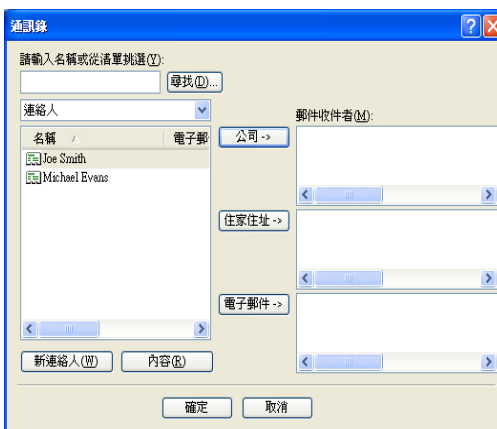 通訊錄
請輸入名稱或從清單挑選(Y):
尋找(D)...
連絡人
郵件收件者(M):
名稱 電子郵
公司 ->
Joe Smith
Michael Evans
住家住址 ->
電子郵件 ->
新連絡人(W) 內容(R)
確定 取消